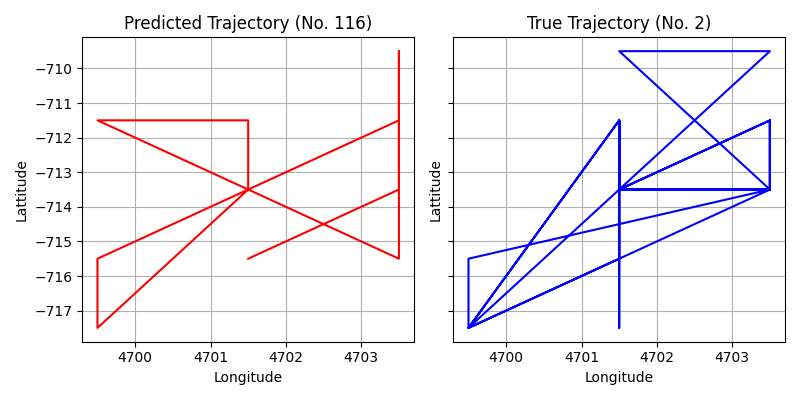 Predicted Trajectory (No. 116)
True Trajectory (No. 2)
Lattitude
−710
−711
−712
−713
−714
−715
−716
−717
4700
4701
4702
4703
Longitude
Lattitude
4700
4701
4702
4703
Longitude